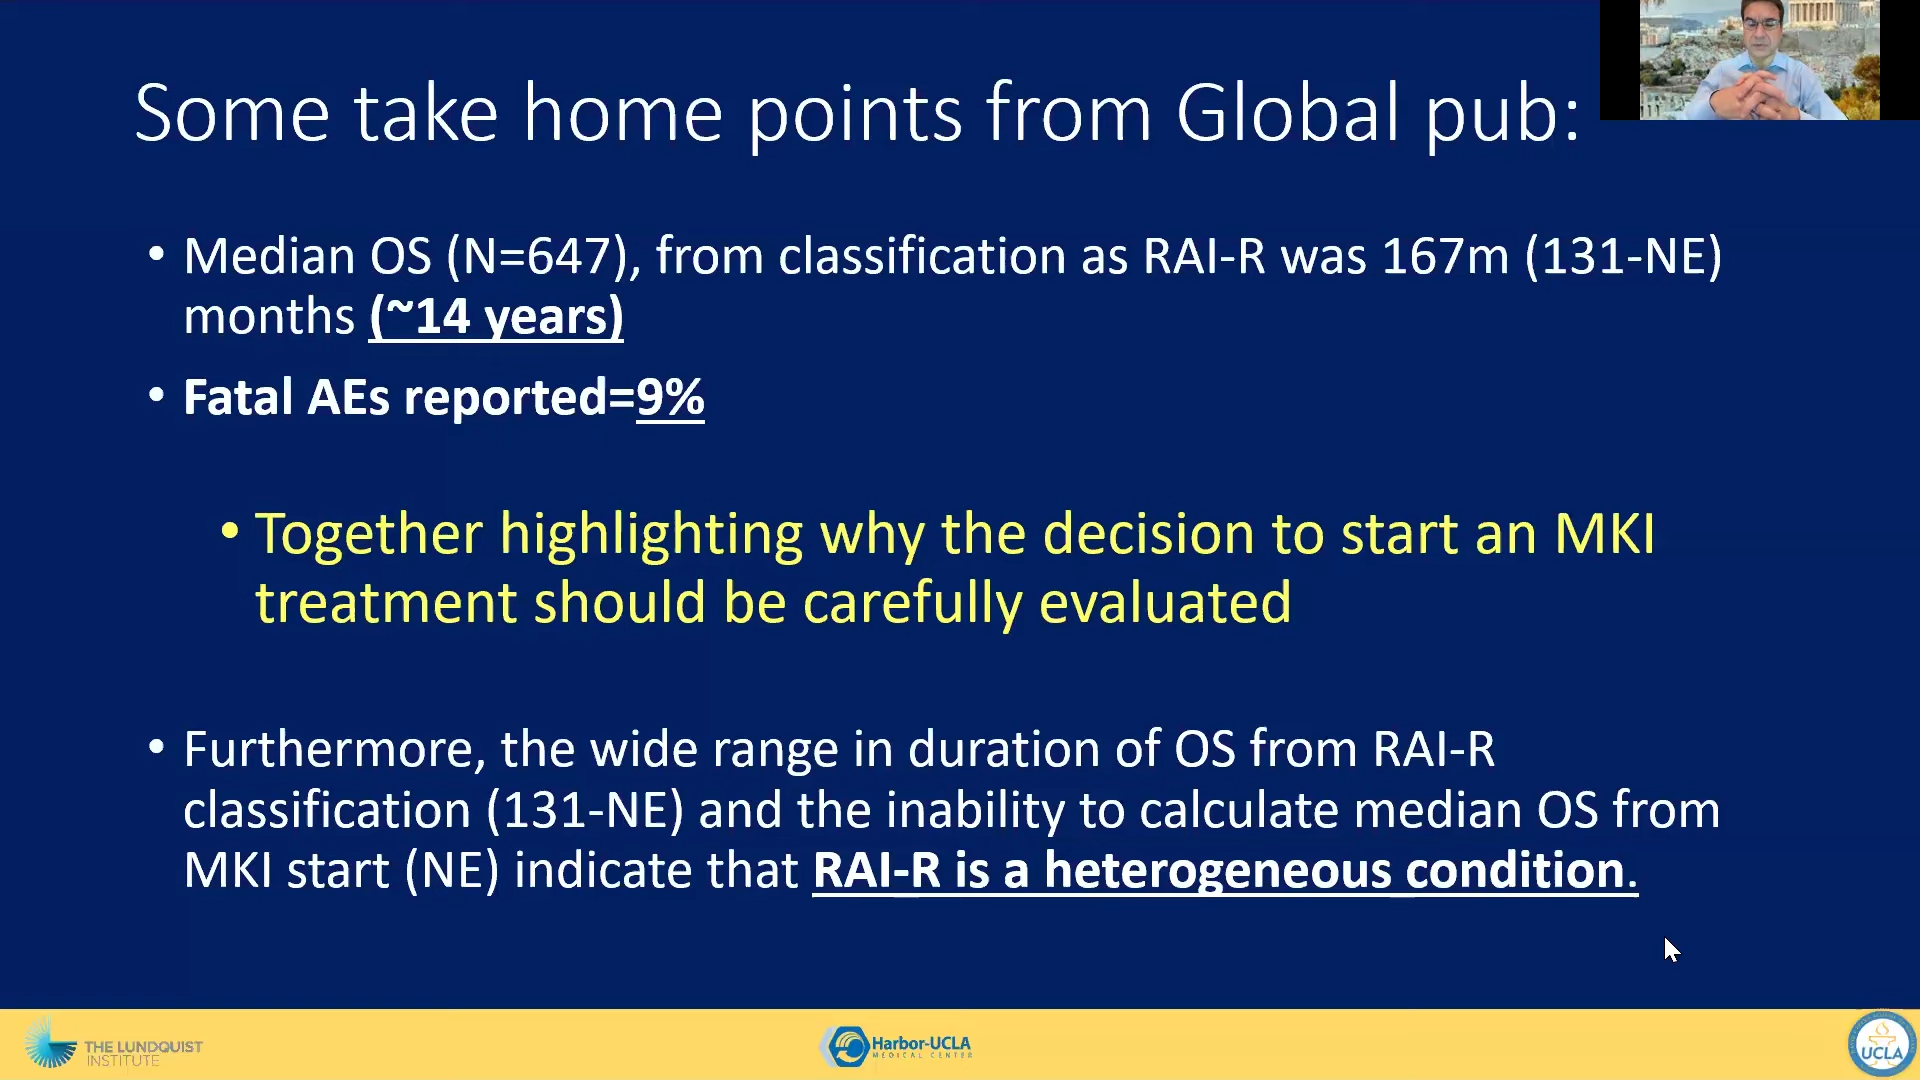 Some take home points from Global pub:
• Median OS (N=647), from classification as RAI-R was 167m (131-NE)
months (~14 years)
• Fatal AEs reported=9%
• Together highlighting why the decision to start an MKI
treatment should be carefully evaluated
• Furthermore, the wide range in duration of OS from RAI-R
classification (131-NE) and the inability to calculate median OS from
MKI start (NE) indicate that RAI-R is a heterogeneous condition.
THE LUNDQUIST
INSTITUTE
Harbor-UCLA
MEDICAL CENTER
UCLA